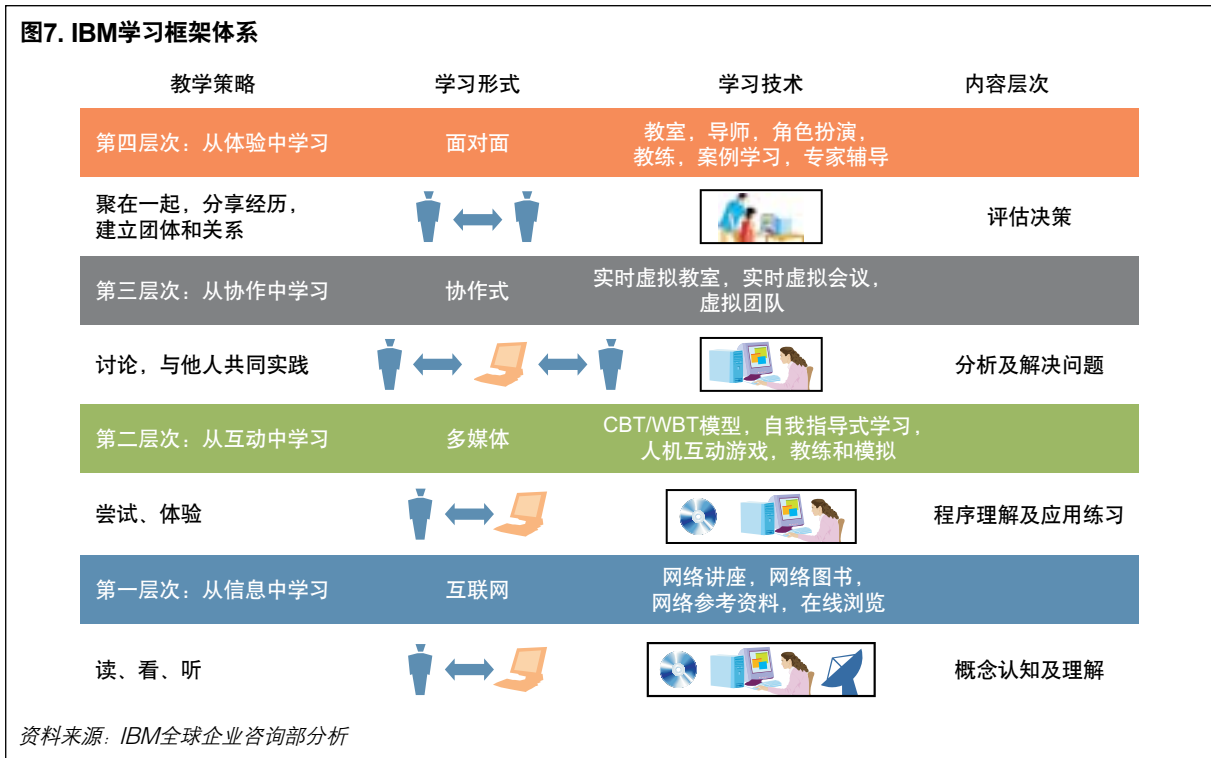 图7. IBM学习框架体系
教学策略 学习形式 学习技术 内容层次
第四层次：从体验中学习 面对面 教室，导师，角色扮演，
教练，案例学习，专家辅导
聚在一起，分享经历，
建立团体和关系
评估决策
第三层次：从协作中学习 协作式 实时虚拟教室，实时虚拟会议，
虚拟团队
讨论，与他人共同实践 分析及解决问题
第二层次：从互动中学习 多媒体 CBT/WBT模型，自我指导式学习，
人机互动游戏，教练和模拟
尝试、体验 程序理解及应用练习
第一层次：从信息中学习 互联网 网络讲座，网络图书，
网络参考资料，在线浏览
读、看、听 概念认知及理解
资料来源：IBM全球企业咨询部分析